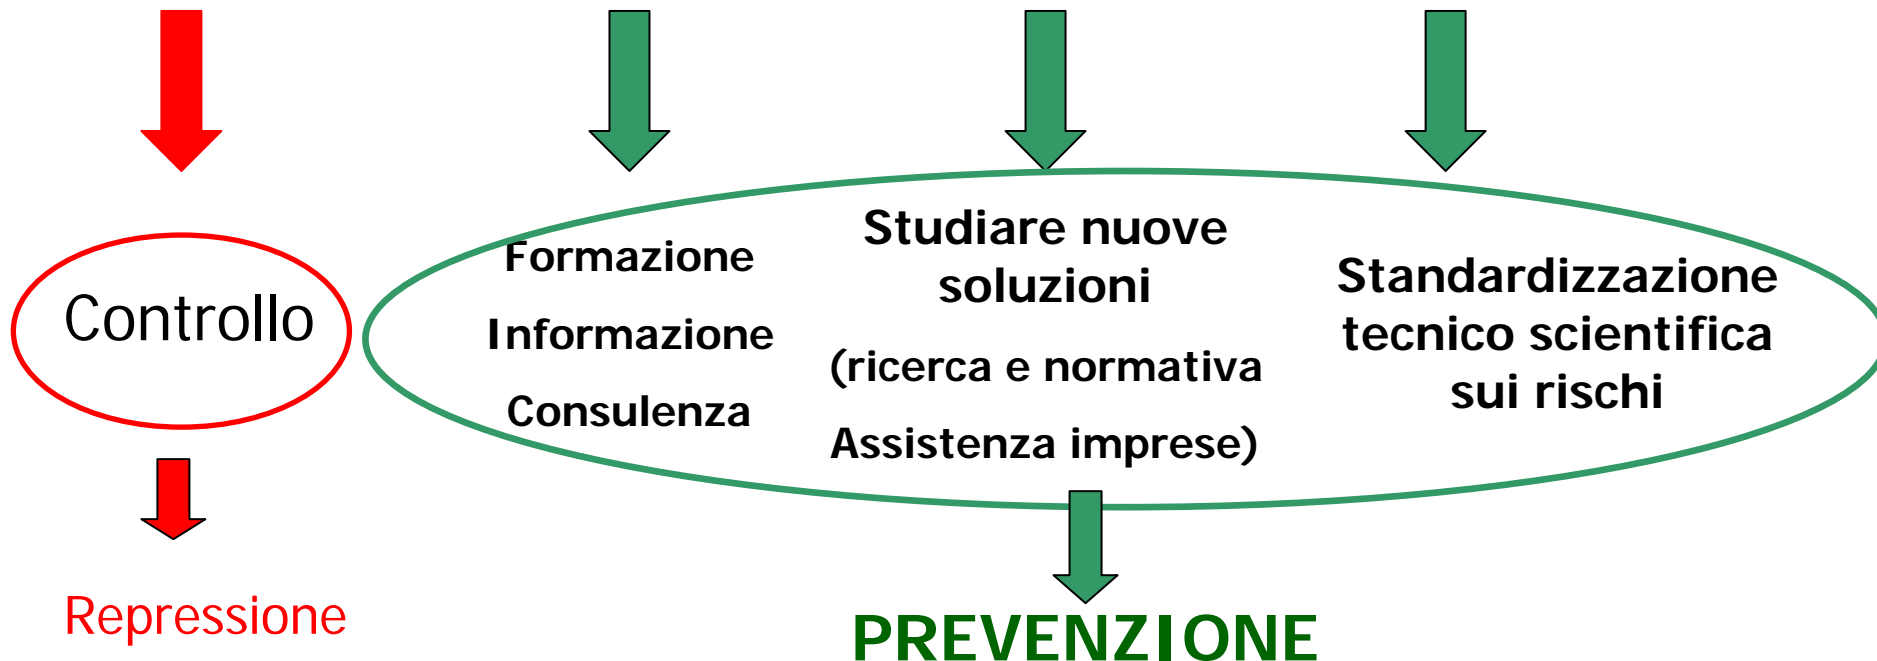 Controllo
Repressione
Formazione
Informazione
Consulenza
Studiare nuove
soluzioni
(ricerca e normativa
Assistenza imprese)
Standardizzazione
tecnico scientifica
sui rischi
PREVENZIONE